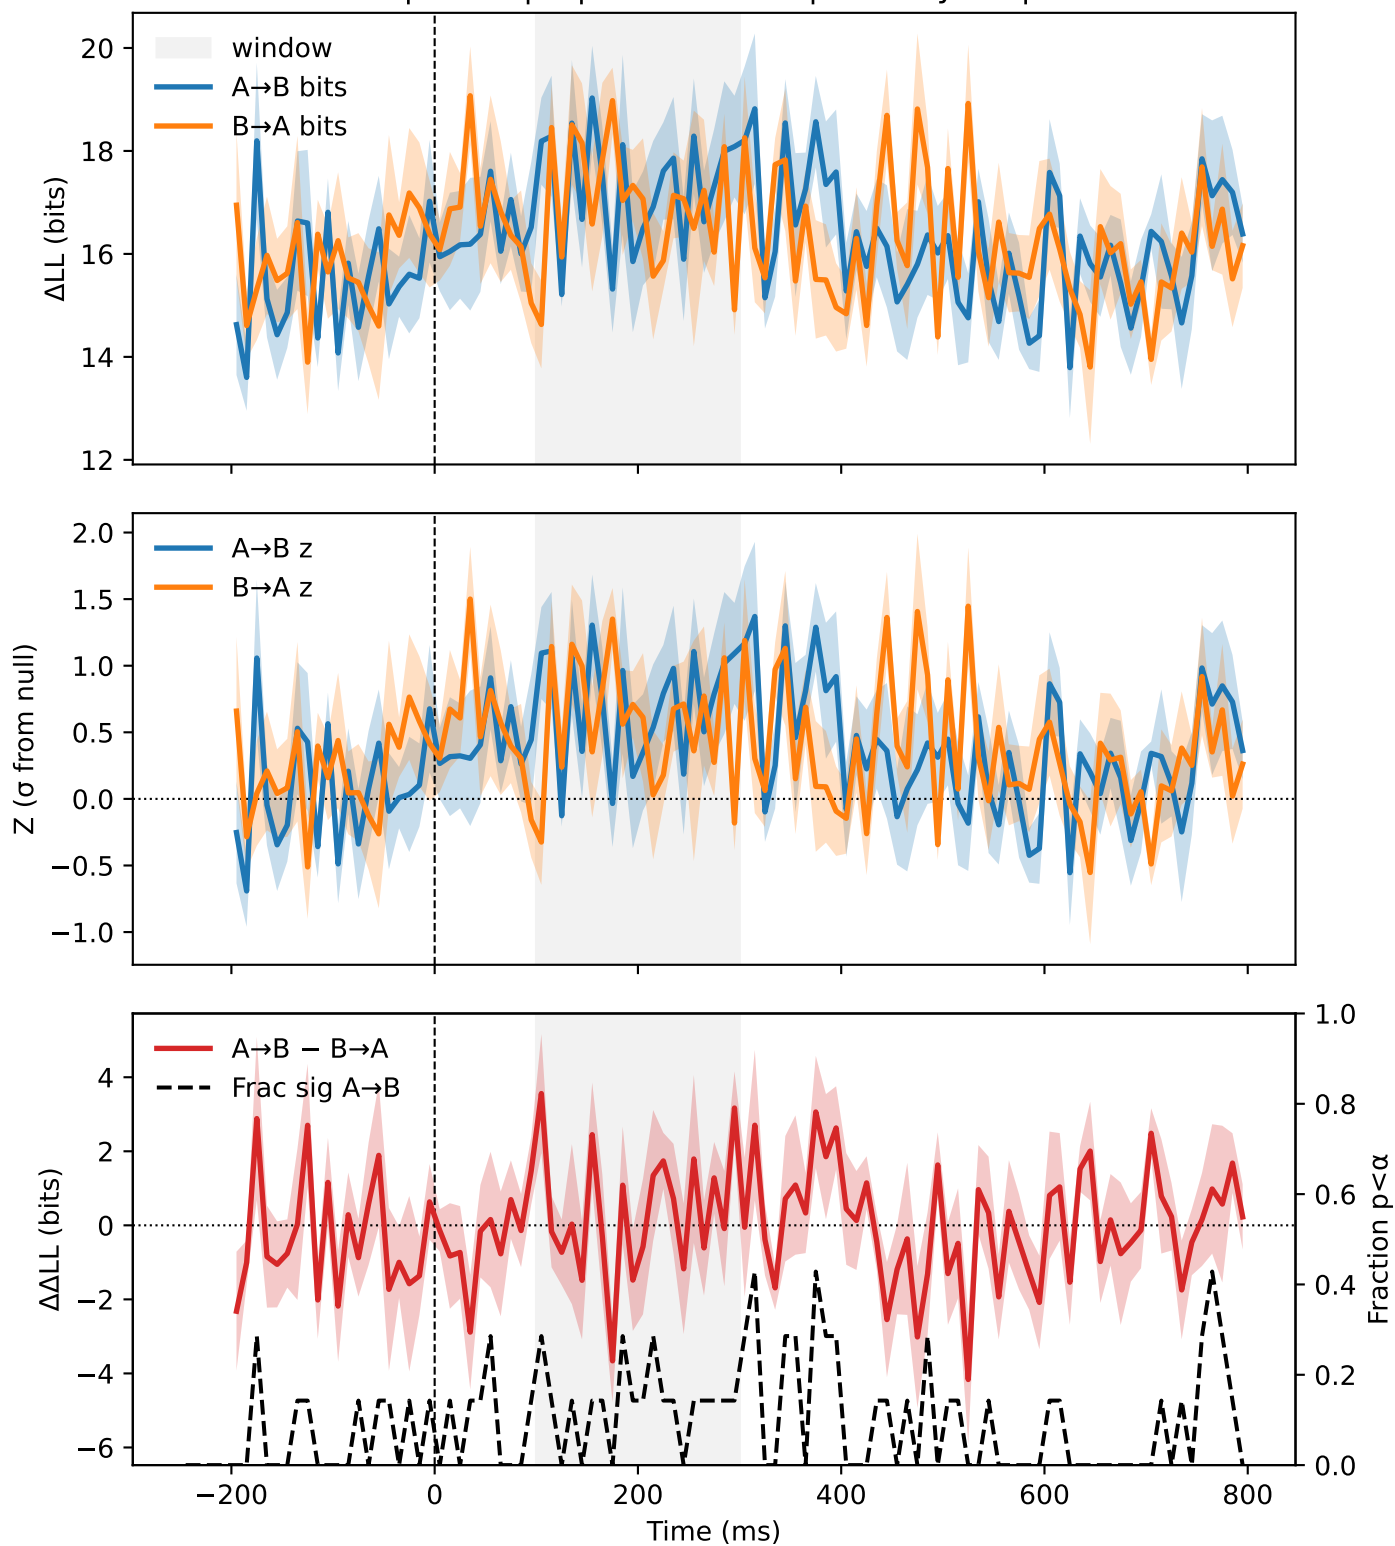 20
18
16
14
12
ΔLL (bits)
window
A→B bits
B→A bits
2.0
1.5
1.0
0.5
0.0
−0.5
−1.0
Z (σ from null)
A→B z
B→A z
4
2
0
−2
−4
−6
ΔΔLL (bits)
A→B − B→A
Frac sig A→B
1.0
0.8
0.6
0.4
0.2
0.0
Fraction p<α
−200 0 200 400 600 800
Time (ms)